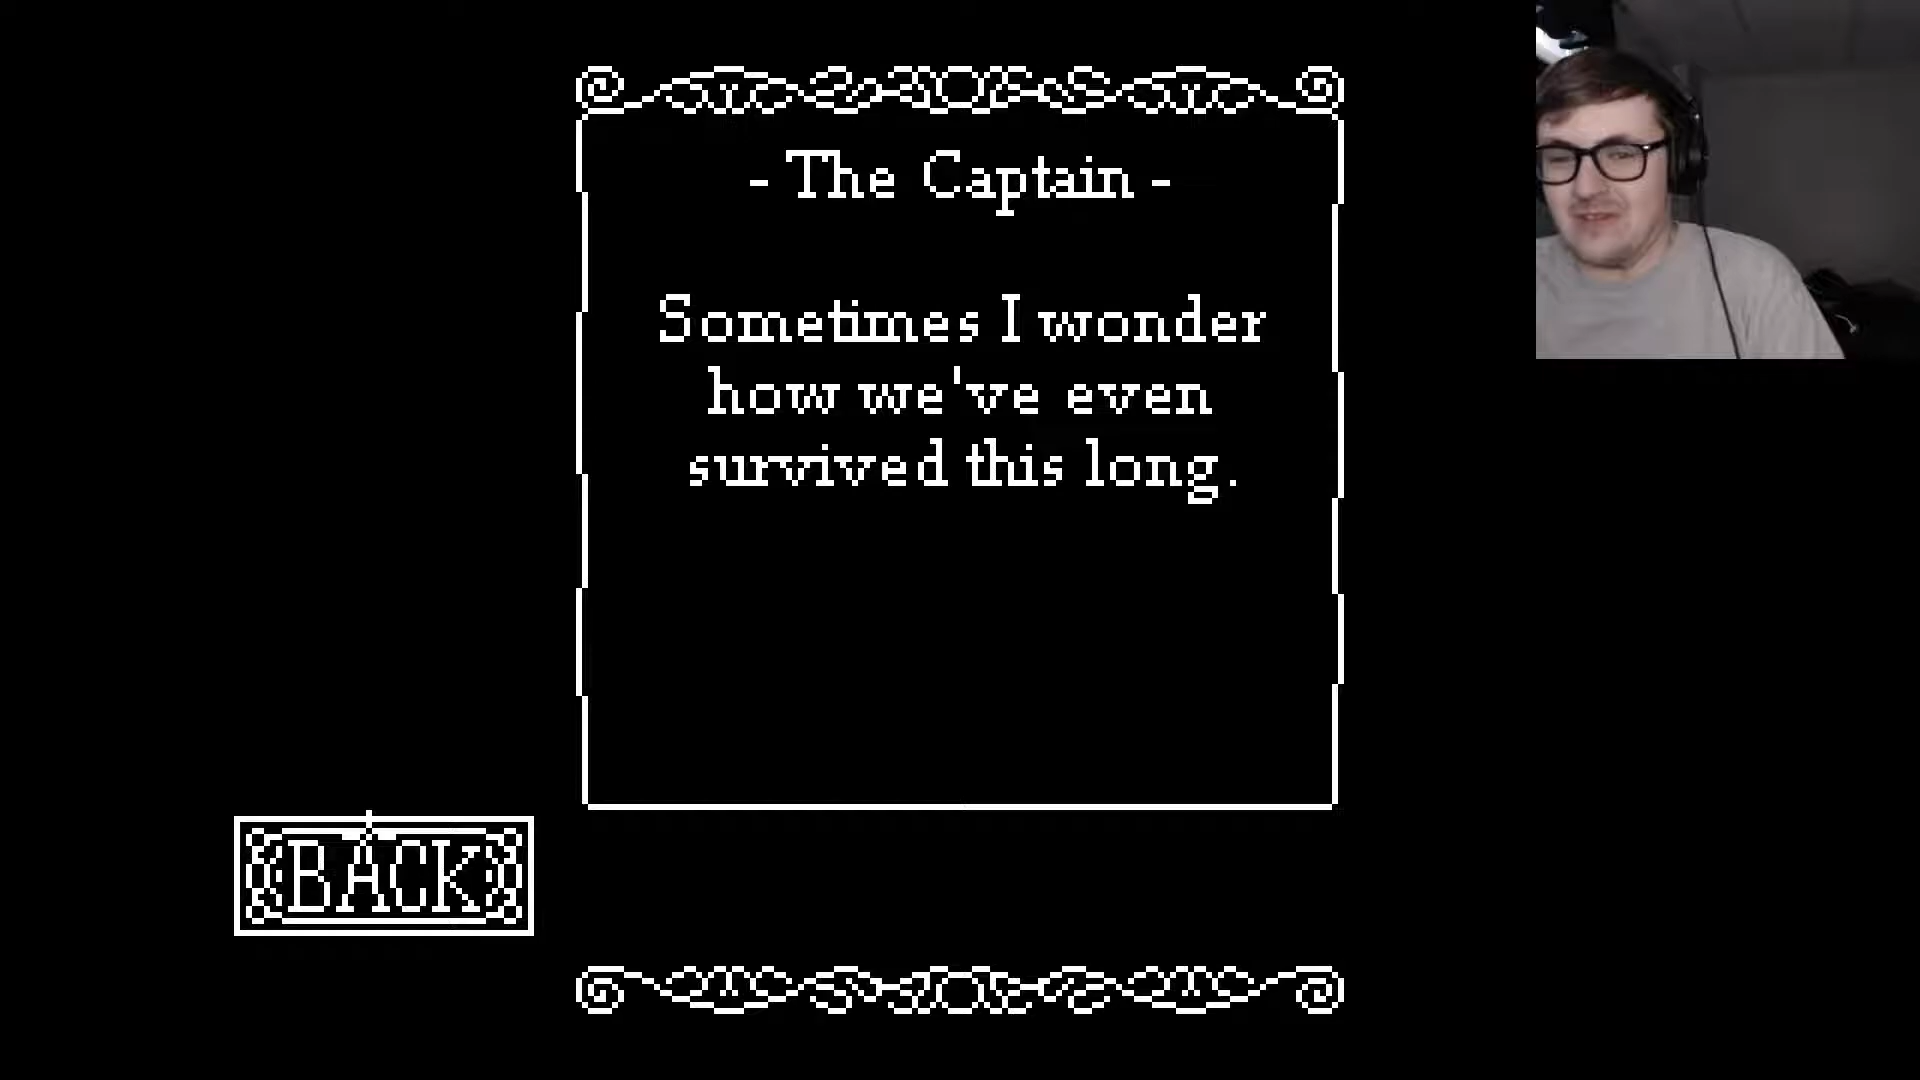 - The Captain -
Sometimes I wonder
how we've even
survived this long.
BACK